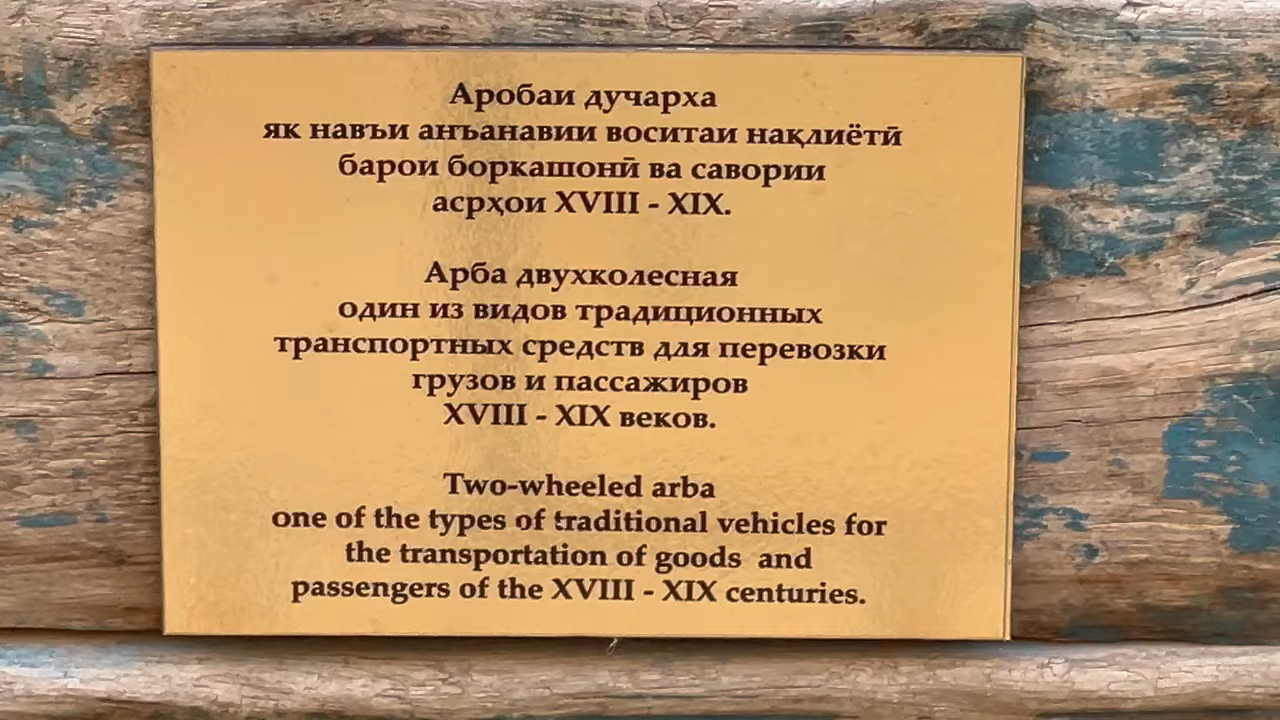 Аробаи дучарха
як навъи анъанавии воситаи нақлиётӣ
барои боркашонӣ ва савории
асрҳои XVIII - XIX.
Арба двухколесная
один из видов традиционных
транспортных средств для перевозки
грузов и пассажиров
XVIII - XIX веков.
Two-wheeled arba
one of the types of traditional vehicles for
the transportation of goods and
passengers of the XVIII - XIX centuries.